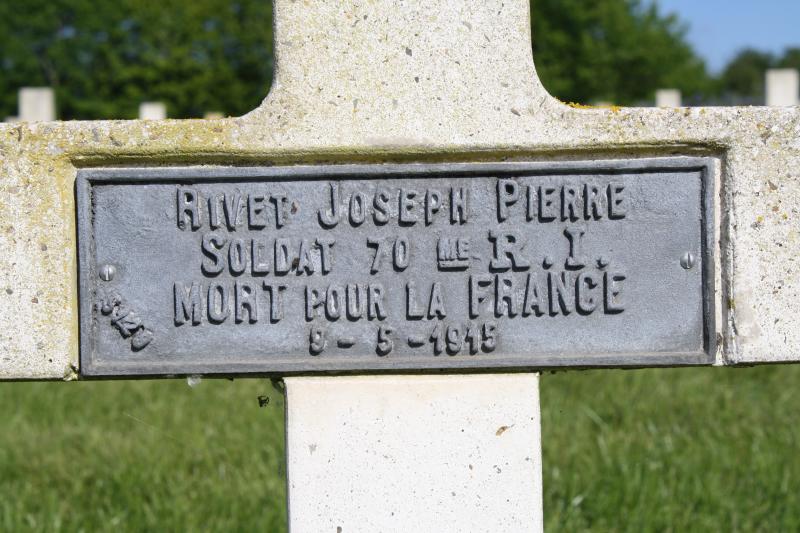 RIVET JOSEPH PIERRE
SOLDAT 70 ME R.I.
MORT POUR LA FRANCE
9-5-1915